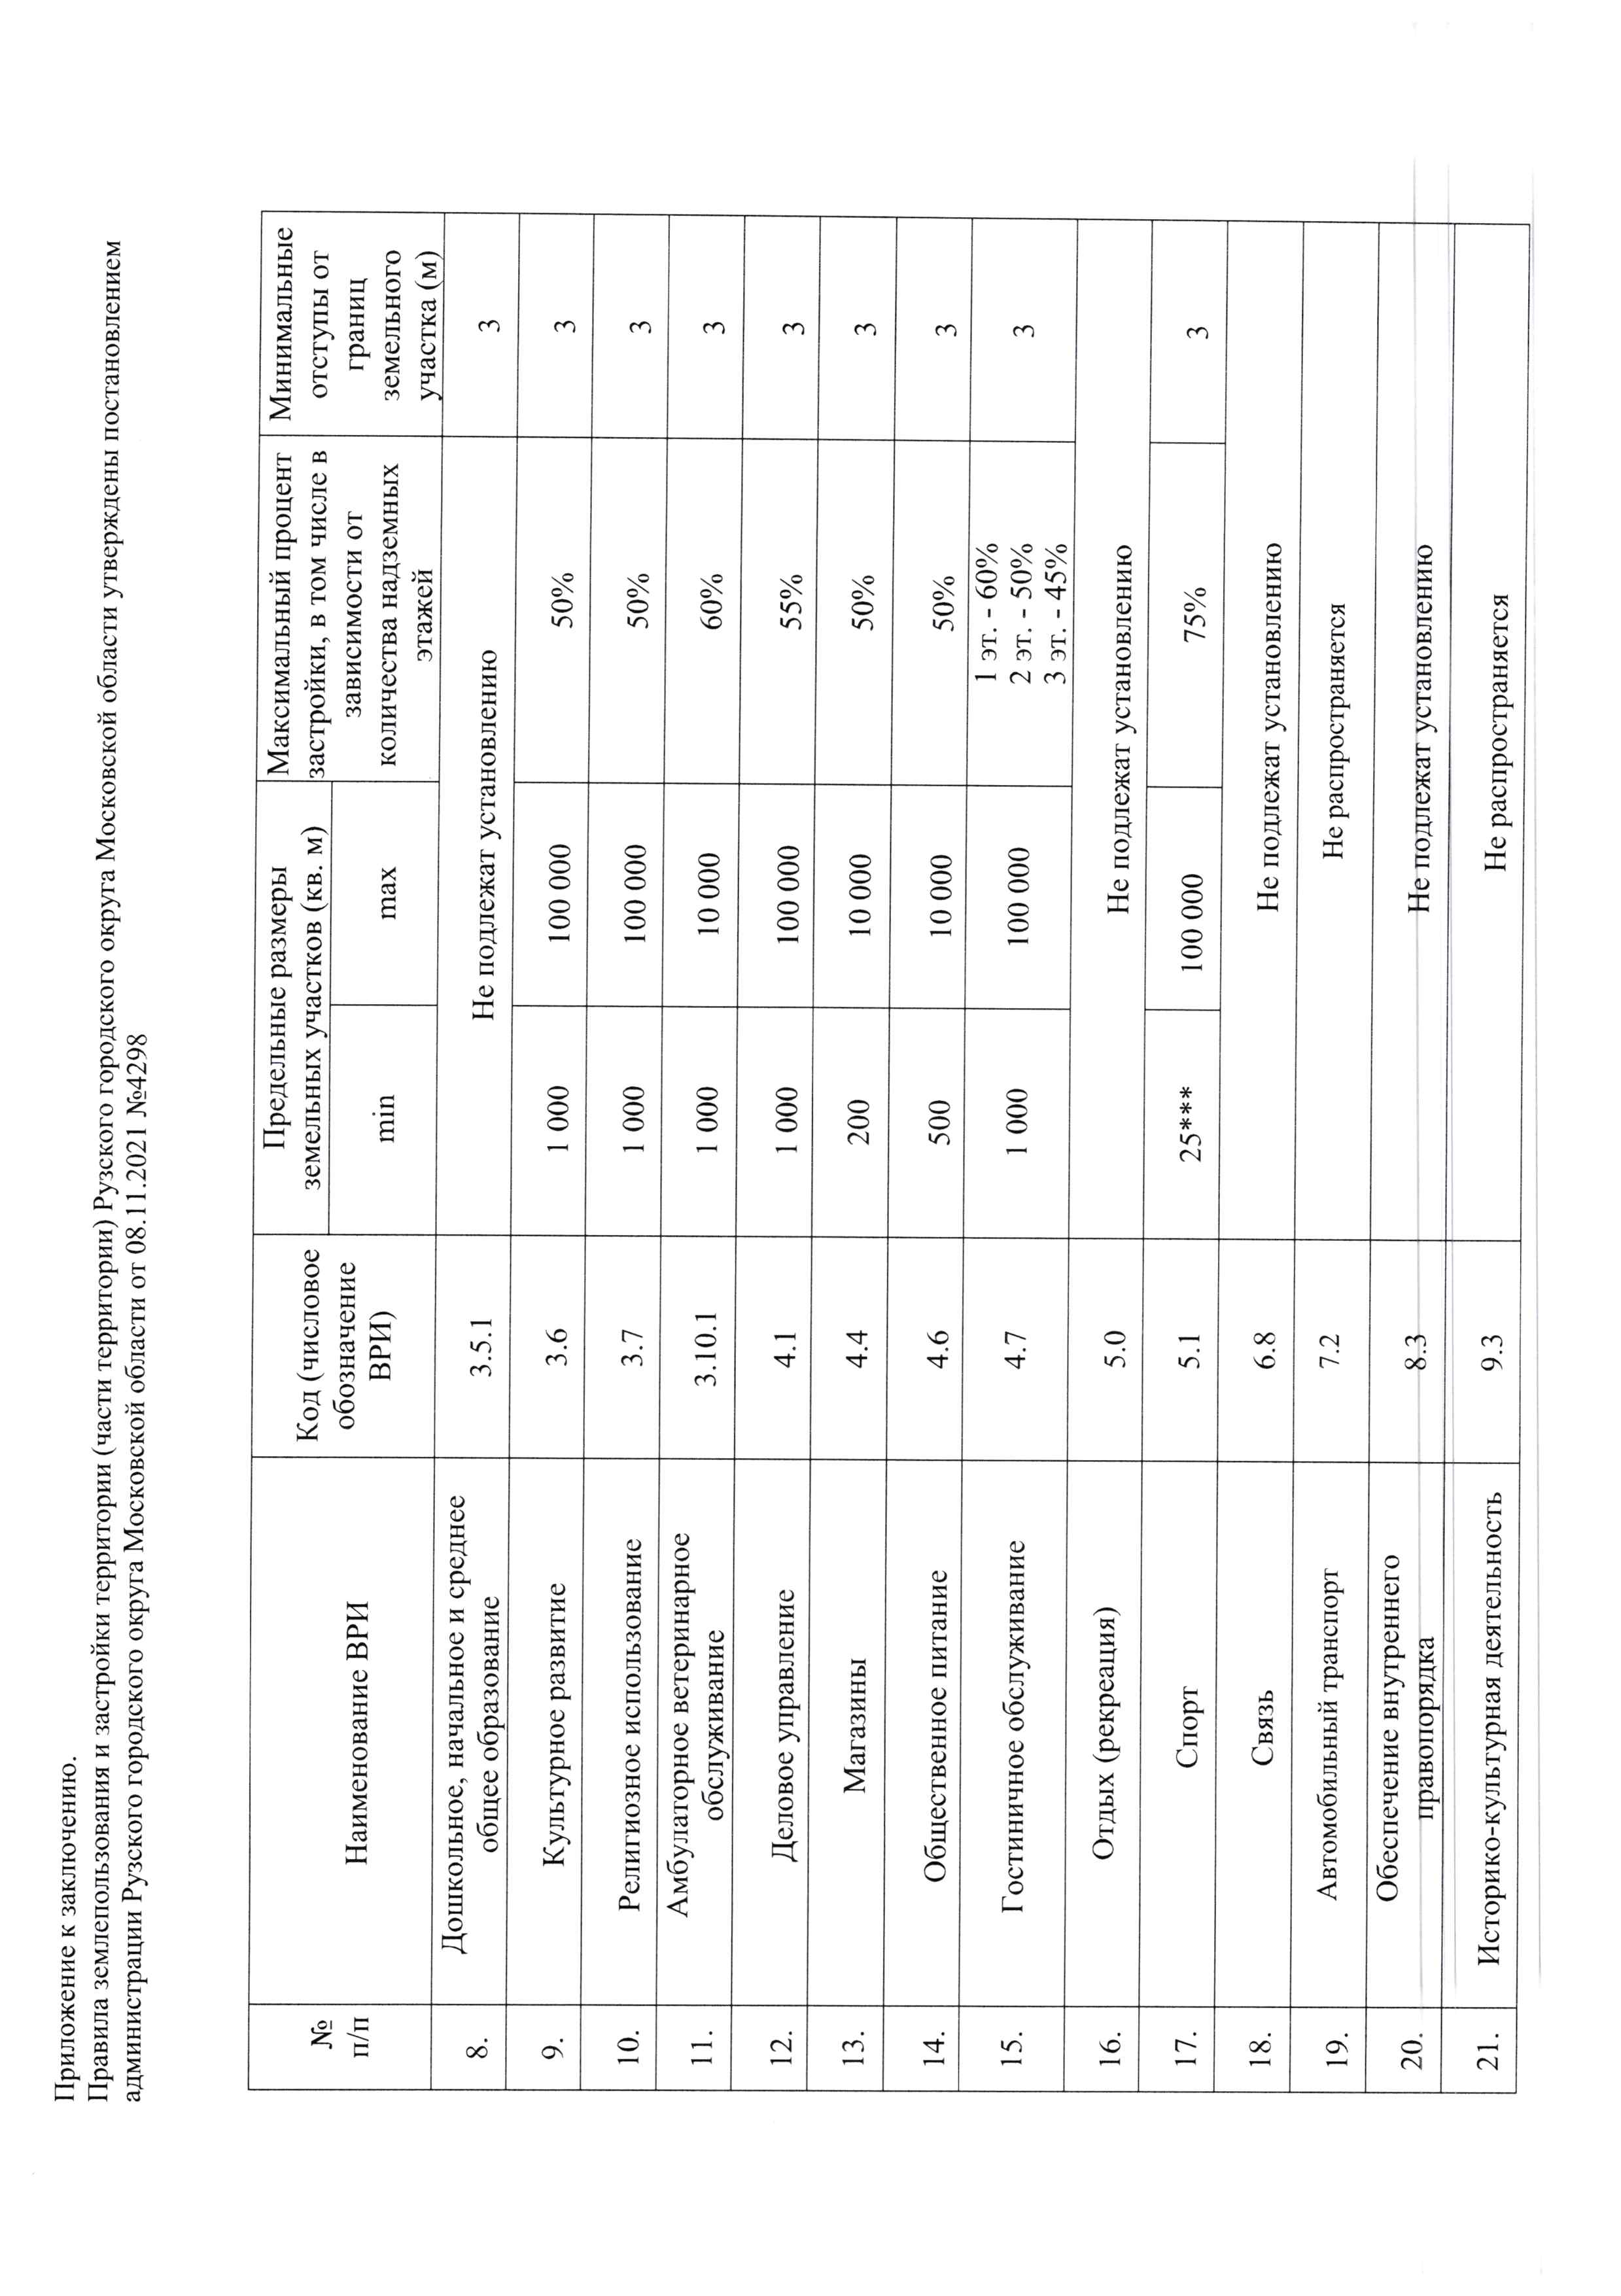 Приложение к заключению.
Правила землепользования и застройки территории (части территории) Рузского городского округа Московской области утверждены постановлением
администрации Рузского городского округа Московской области от 08.11.2021 №4298
№
п/п
Наименование ВРИ
Код (числовое
обозначение
ВРИ)
Предельные размеры
земельных участков (кв. м)
min
max
Максимальный процент
застройки, в том числе в
зависимости от
количества надземных
этажей
Минимальные
отступы от
границ
земельного
участка (м)
8.
Дошкольное, начальное и среднее
общее образование
3.5.1
Не подлежат установлению
3
9.
Культурное развитие
3.6
1 000
100 000
50%
3
10.
Религиозное использование
3.7
1 000
100 000
50%
3
11.
Амбулаторное ветеринарное
обслуживание
3.10.1
1 000
10 000
60%
3
12.
Деловое управление
4.1
1 000
100 000
55%
3
13.
Магазины
4.4
200
10 000
50%
3
14.
Общественное питание
4.6
500
10 000
50%
3
15.
Гостиничное обслуживание
4.7
1 000
100 000
1 эт. - 60%
2 эт. - 50%
3 эт. - 45%
3
16.
Отдых (рекреация)
5.0
Не подлежат установлению
17.
Спорт
5.1
25***
100 000
75%
3
18.
Связь
6.8
Не подлежат установлению
19.
Автомобильный транспорт
7.2
Не распространяется
20.
Обеспечение внутреннего
правопорядка
8.3
Не подлежат установлению
21.
Историко-культурная деятельность
9.3
Не распространяется